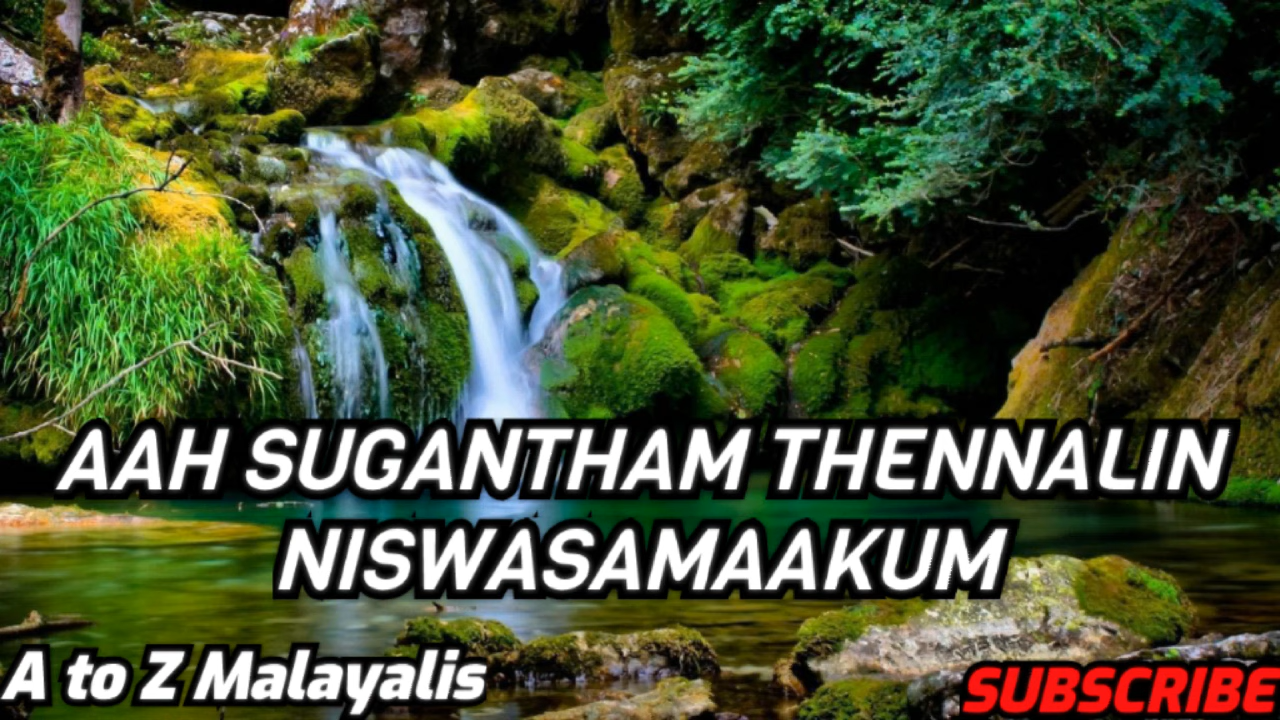 AAH SUGANTHAM THENNALIN
NISWASAMAAKUM
A to Z Malayalis
SUBSCRIBE